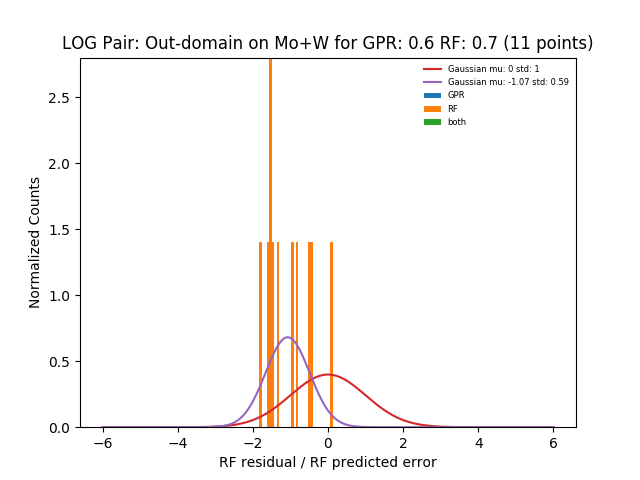 LOG Pair: Out-domain on Mo+W for GPR: 0.6 RF: 0.7 (11 points)
Gaussian mu: 0 std: 1
Gaussian mu: -1.07 std: 0.59
GPR
RF
both
Normalized Counts
2.5
2.0
1.5
1.0
0.5
0.0
−6 −4 −2 0 2 4 6
RF residual / RF predicted error